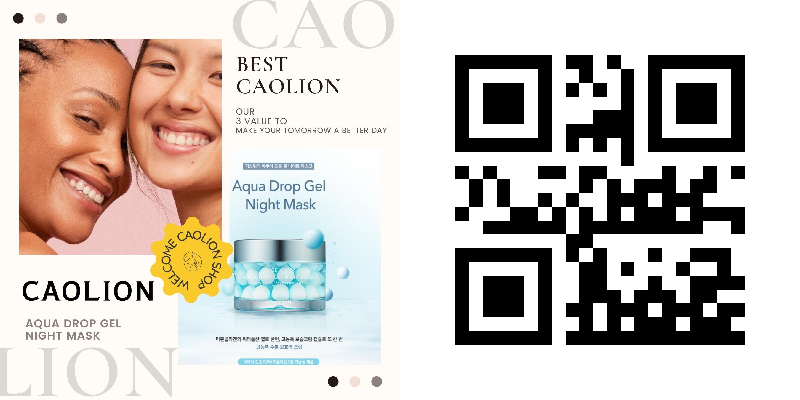 CAO
BEST
CAOLION
OUR
3 VALUE TO
MAKE YOUR TOMORROW A BETTER DAY
Aqua Drop Gel
Night Mask
WELCOME CAOLION SHOP
CAOLION
AQUA DROP GEL
NIGHT MASK
LION